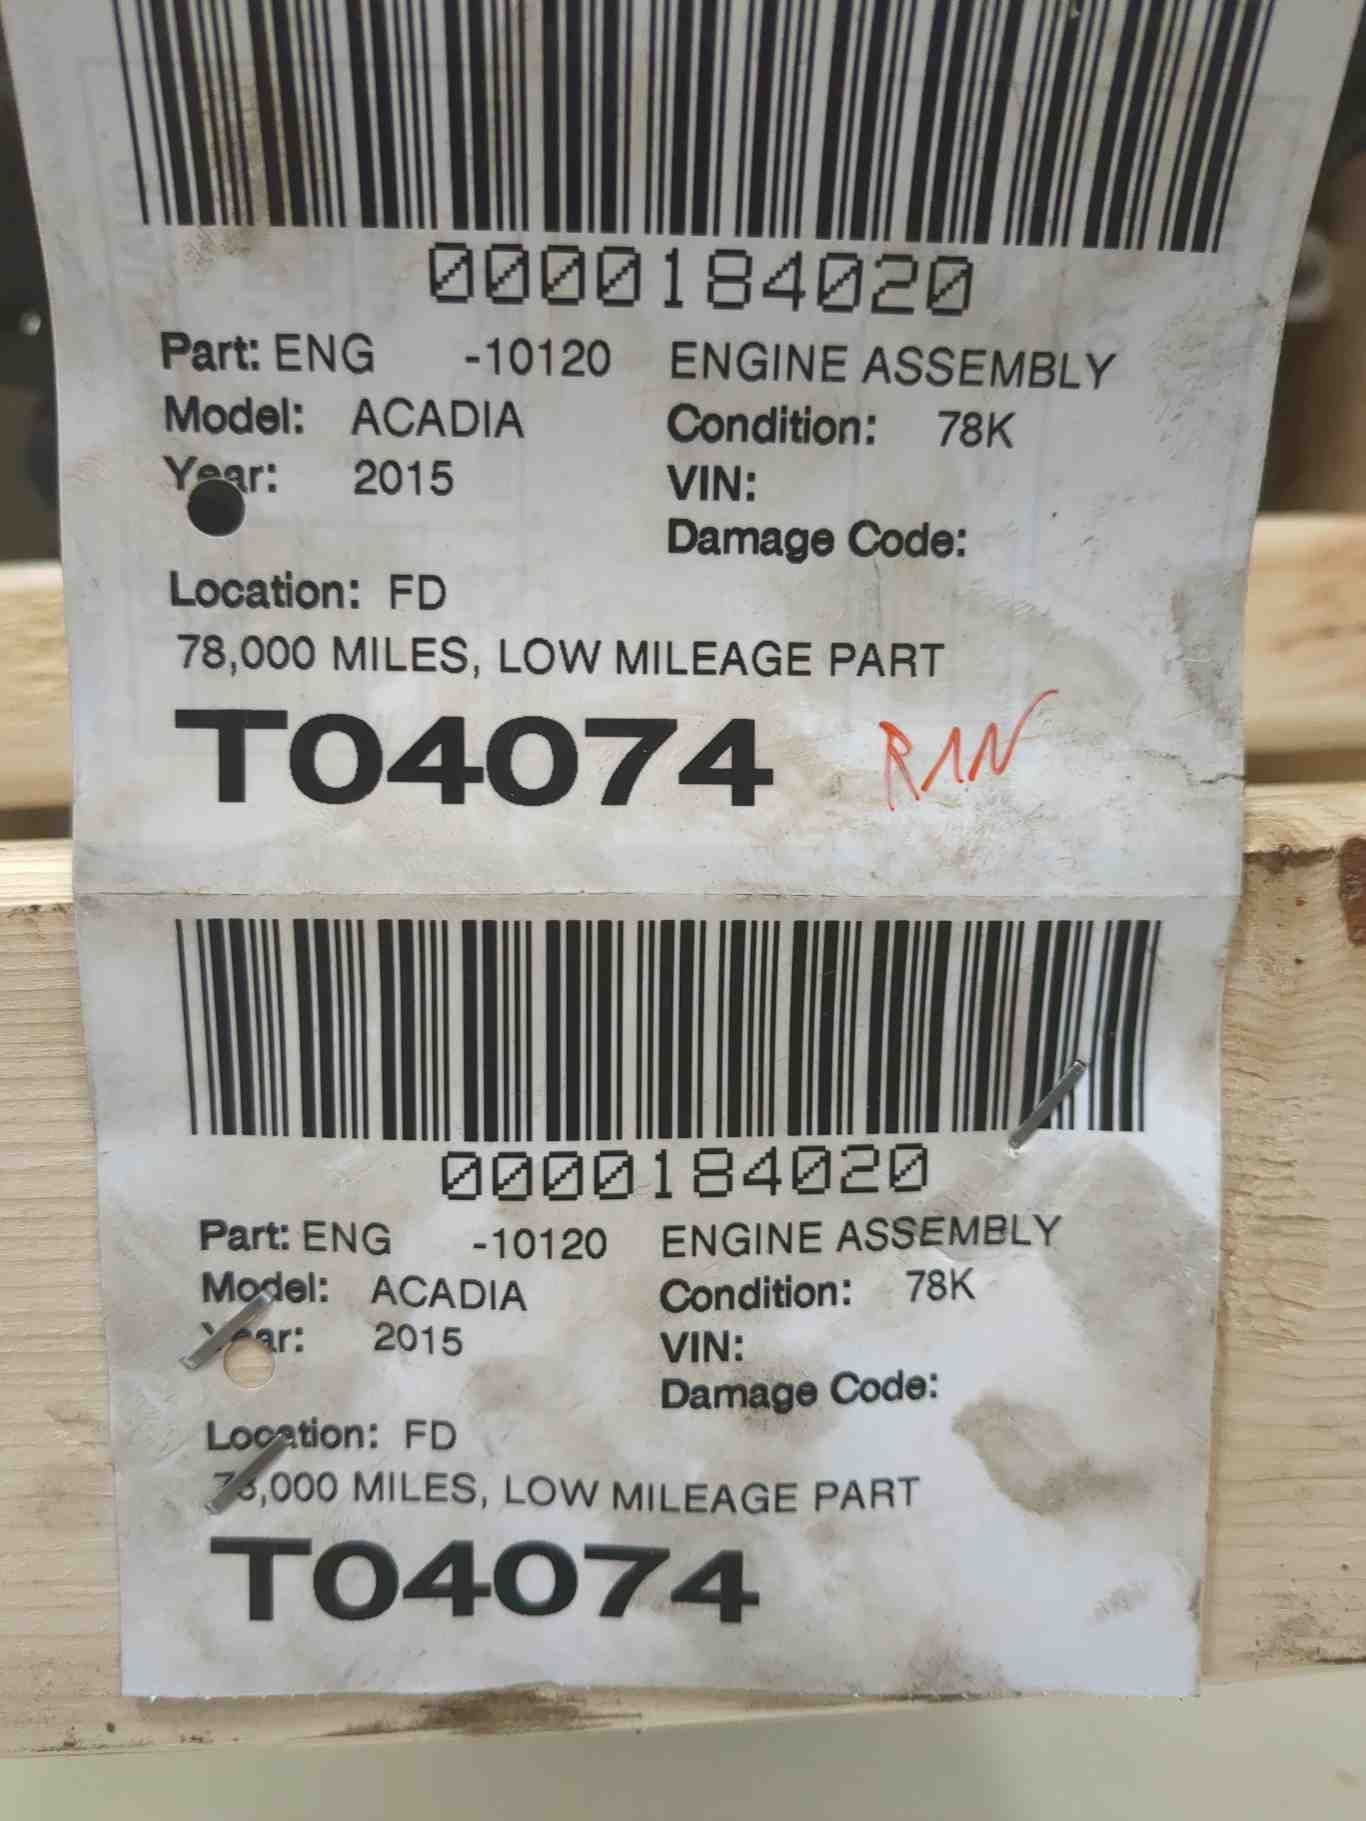 0000184020
Part: ENG -10120 ENGINE ASSEMBLY
Model: ACADIA Condition: 78K
Year: 2015 VIN:
Damage Code:
Location: FD
78,000 MILES, LOW MILEAGE PART
T04074 RAN
0000184020
Part: ENG -10120 ENGINE ASSEMBLY
Model: ACADIA Condition: 78K
Year: 2015 VIN:
Damage Code:
Location: FD
78,000 MILES, LOW MILEAGE PART
T04074